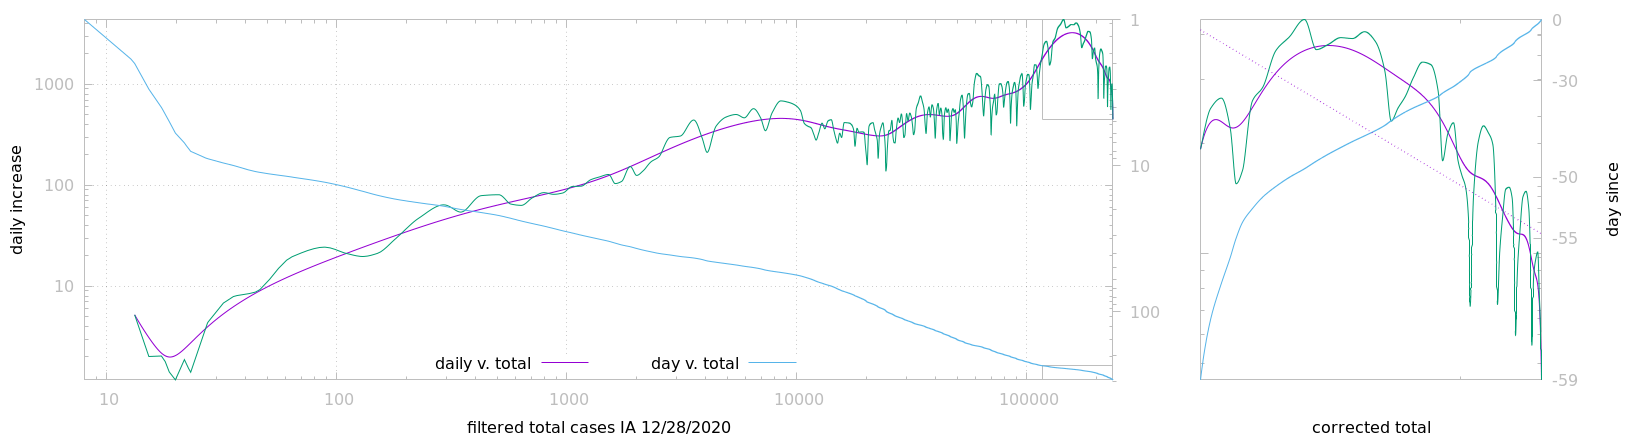 daily increase
1000
100
10
10
100
1000
10000
100000
filtered total cases IA 12/28/2020
daily v. total
day v. total
1
10
100
0
-30
-50
-55
-59
day since
corrected total